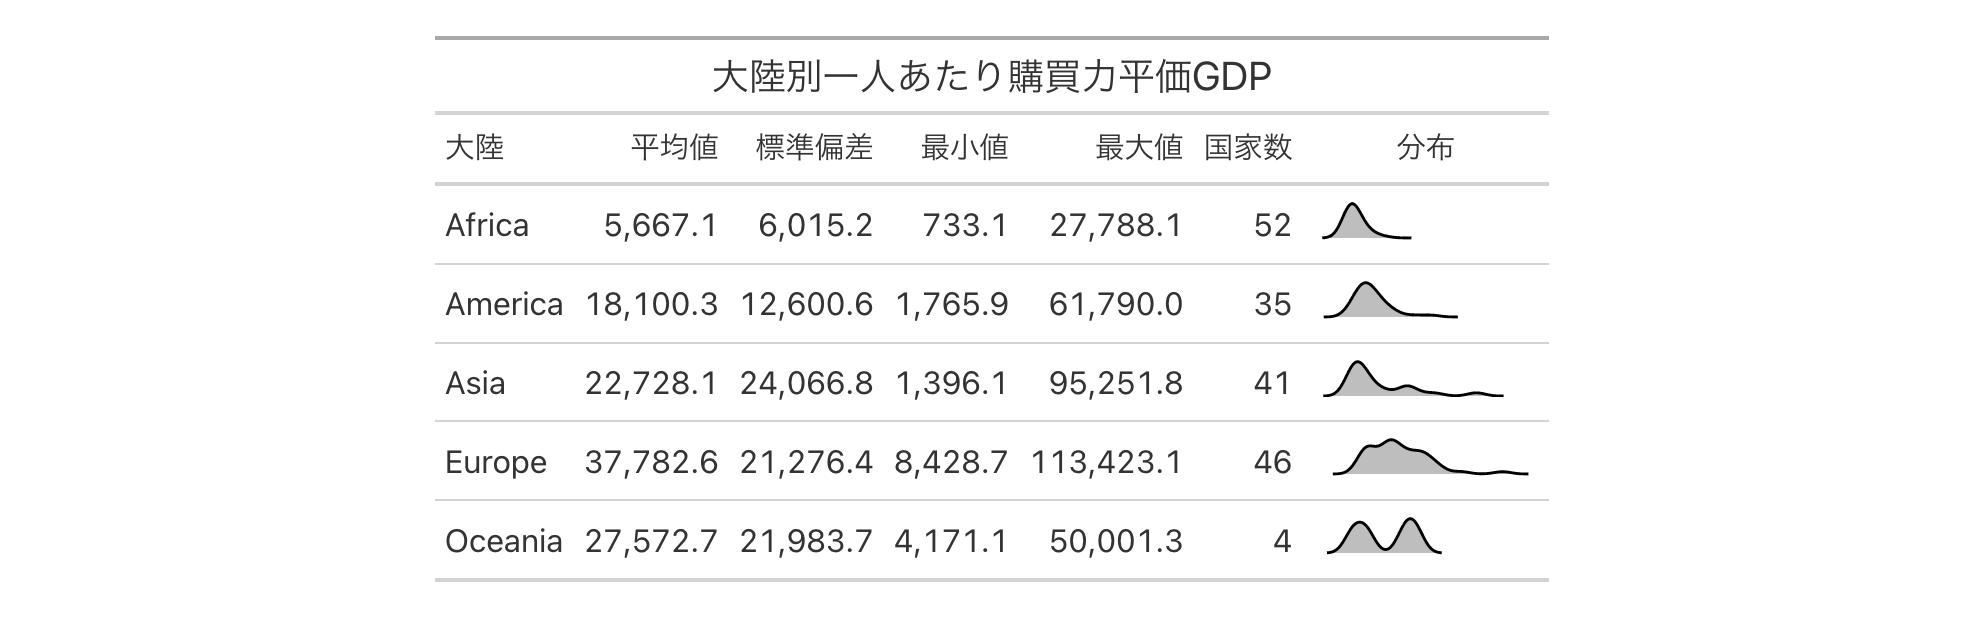 大陸別一人あたり購買力平価GDP
大陸 平均値 標準偏差 最小値 最大値 国家数 分布
Africa 5,667.1 6,015.2 733.1 27,788.1 52
America 18,100.3 12,600.6 1,765.9 61,790.0 35
Asia 22,728.1 24,066.8 1,396.1 95,251.8 41
Europe 37,782.6 21,276.4 8,428.7 113,423.1 46
Oceania 27,572.7 21,983.7 4,171.1 50,001.3 4